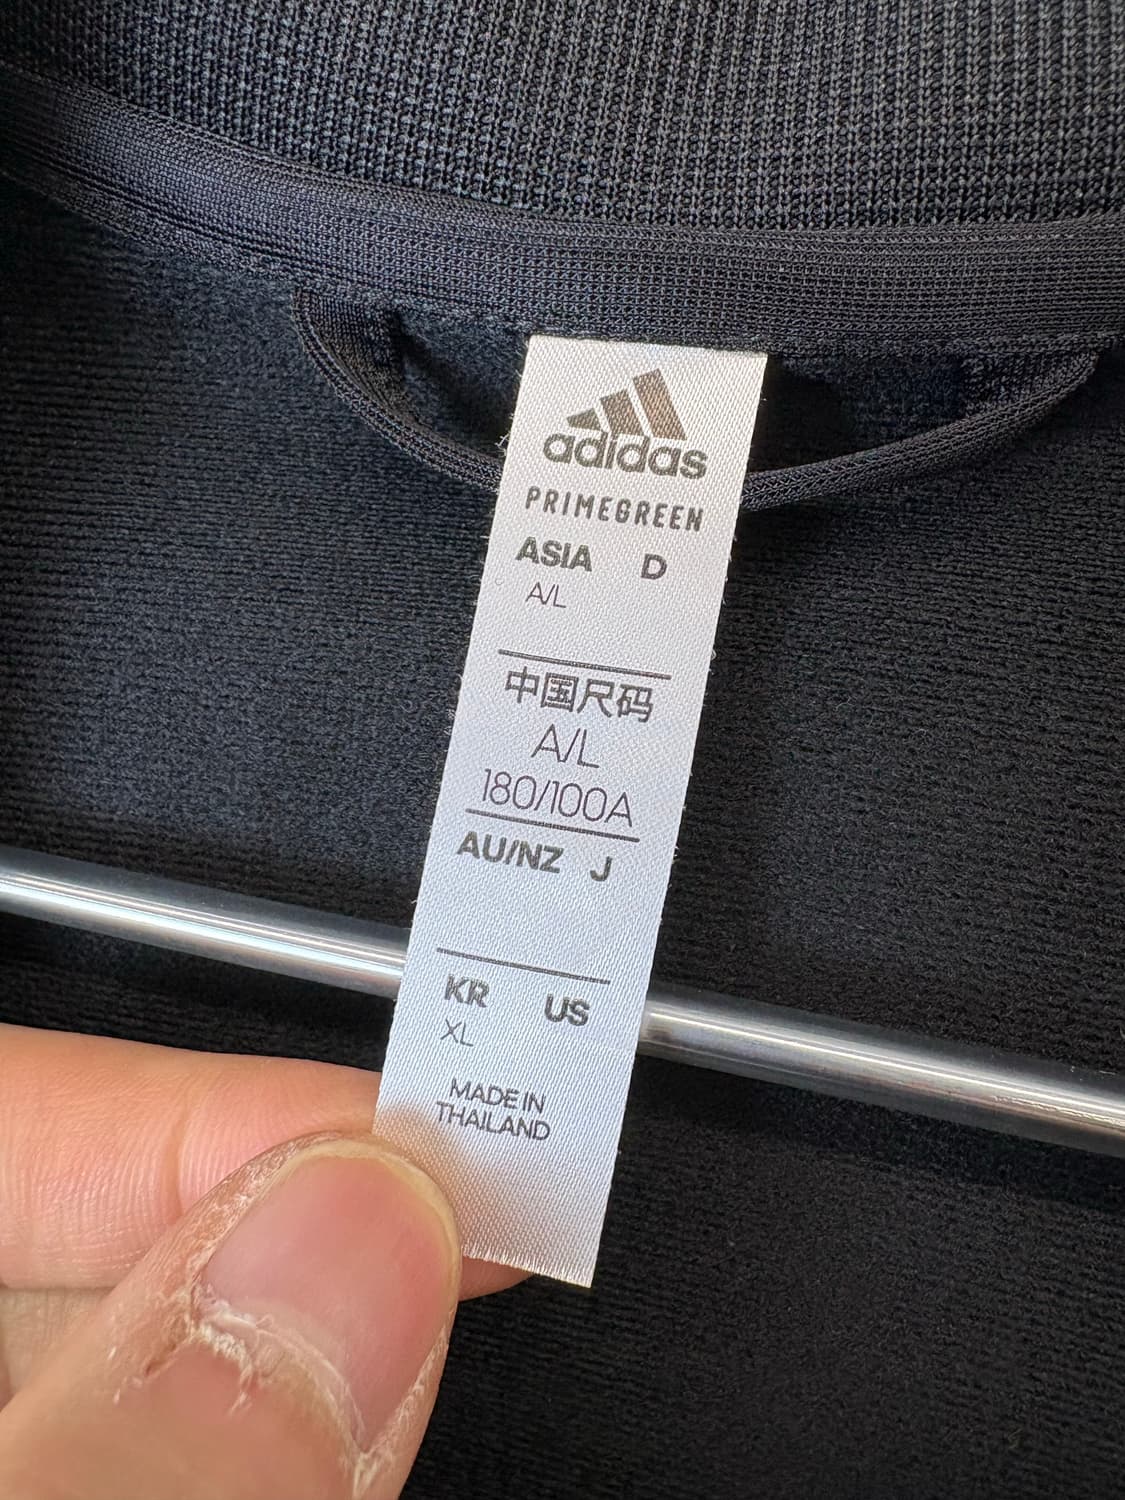 adidas
PRIMEGREEN
ASIA D
A/L
中国尺码
A/L
180/100A
AU/NZ J
KR US
XL
MADE IN
THAILAND